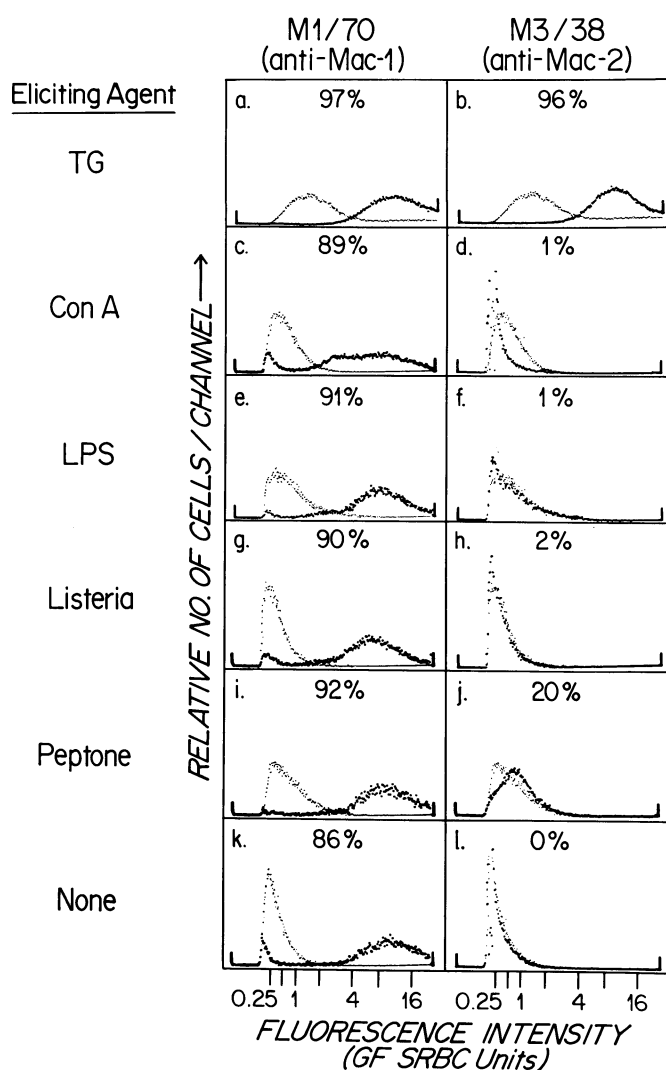 M1/70
(anti-Mac-1)
M3/38
(anti-Mac-2)
Eliciting Agent
TG
a. 97%
b. 96%
Con A
c. 89%
d. 1%
LPS
e. 91%
f. 1%
Listeria
g. 90%
h. 2%
Peptone
i. 92%
j. 20%
None
k. 86%
l. 0%
RELATIVE NO. OF CELLS / CHANNEL
0.25 1 4 16
0.25 1 4 16
FLUORESCENCE INTENSITY
(GF SRBC Units)